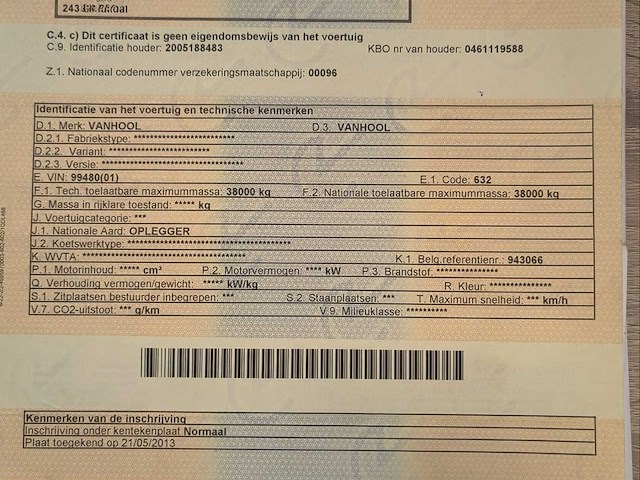 C.4. c) Dit certificaat is geen eigendomsbewijs van het voertuig
C.9. Identificatie houder: 2005188483 KBO nr van houder: 0461119588
Z.1. Nationaal codenummer verzekeringsmaatschappij: 00096
Identificatie van het voertuig en technische kenmerken
D.1. Merk: VANHOOL D.3. VANHOOL
D.2.1. Fabriekstype: **********************
D.2.2. Variant: **********************
D.2.3. Versie: ******************************
E. VIN: 99480(01) E.1. Code: 632
F.1. Tech. toelaatbare maximummassa: 38000 kg F.2. Nationale toelaatbare maximummassa: 38000 kg
G. Massa in rijklare toestand: ***** kg
J. Voertuigcategorie: ***
J.1. Nationale Aard: OPLEGGER
J.2. Koetswerktype: ******************************************
K. WVTA: *********************************** K.1. Belg.referentienr.: 943066
P.1. Motorinhoud: ***** cm³ P.2. Motorvermogen: **** kW P.3. Brandstof: **************
Q. Verhouding vermogen/gewicht: ***** kW/kg R. Kleur: **************
S.1. Zitplaatsen bestuurder inbegrepen: *** S.2. Staanplaatsen: *** T. Maximum snelheid: *** km/h
V.7. CO2-uitstoot: *** g/km V.9. Milieuklasse: *********
Kenmerken van de inschrijving
Inschrijving onder kentekenplaat Normaal
Plaat toegekend op 21/05/2013